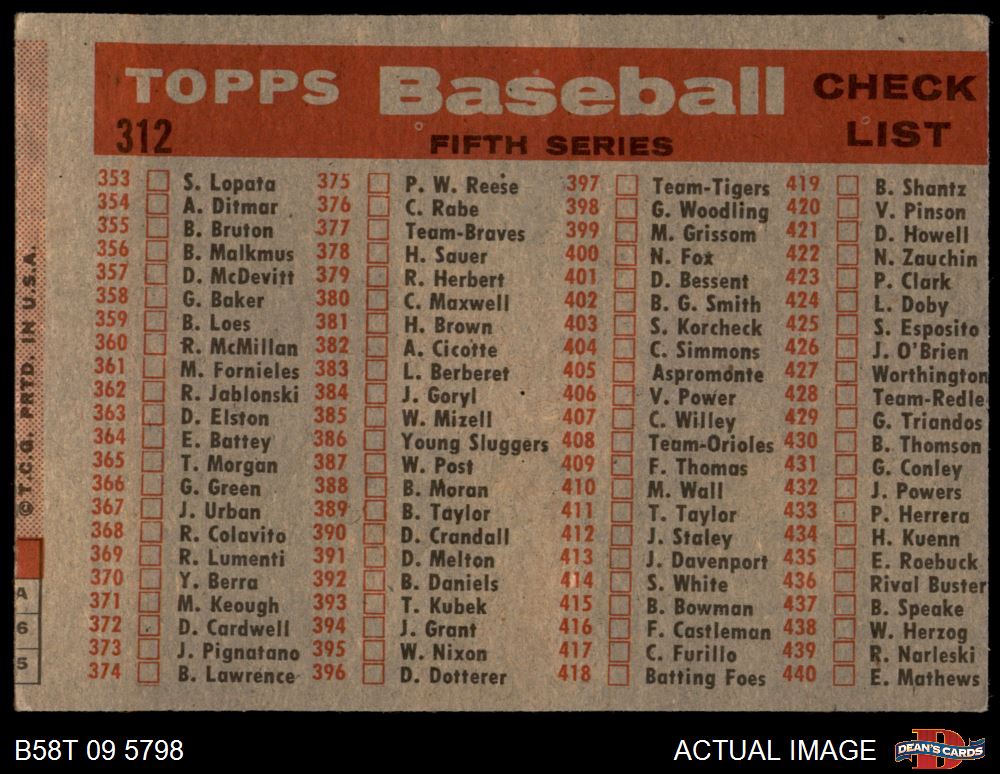 TOPPS Baseball CHECK LIST
312
FIFTH SERIES
353 S. Lopata
354 A. Ditmar
355 B. Bruton
356 B. Malkmus
357 D. McDevitt
358 G. Baker
359 B. Loes
360 R. McMillan
361 M. Fornieles
362 R. Jablonski
363 D. Elston
364 E. Battey
365 T. Morgan
366 G. Green
367 J. Urban
368 R. Colavito
369 R. Lumenti
370 Y. Berra
371 M. Keough
372 D. Cardwell
373 J. Pignatano
374 B. Lawrence
375 P. W. Reese
376 C. Rabe
377 Team-Braves
378 H. Sauer
379 R. Herbert
380 C. Maxwell
381 H. Brown
382 A. Cicotte
383 L. Berberet
384 J. Goryl
385 W. Mizell
386 Young Sluggers
387 W. Post
388 B. Moran
389 B. Taylor
390 D. Crandall
391 D. Melton
392 B. Daniels
393 T. Kubek
394 J. Grant
395 W. Nixon
396 D. Dotterer
397 Team-Tigers
398 G. Woodling
399 M. Grissom
400 N. Fox
401 D. Bessent
402 B. G. Smith
403 S. Korcheck
404 C. Simmons
405 Aspromonte
406 V. Power
407 C. Willey
408 Team-Orioles
409 F. Thomas
410 M. Wall
411 T. Taylor
412 J. Staley
413 J. Davenport
414 S. White
415 B. Bowman
416 F. Castleman
417 C. Furillo
418 Batting Foes
419 B. Shantz
420 V. Pinson
421 D. Howell
422 N. Zauchin
423 P. Clark
424 L. Doby
425 S. Esposito
426 J. O'Brien
427 Worthington
428 Team-Redle
429 G. Triandos
430 B. Thomson
431 G. Conley
432 J. Powers
433 P. Herrera
434 H. Kuenn
435 E. Roebuck
436 Rival Buster
437 B. Speake
438 W. Herzog
439 R. Narleski
440 E. Mathews
© T.C.G. PRTD. IN U.S.A.
A
6
5
B58T 09 5798
ACTUAL IMAGE
DEAN'S CARDS